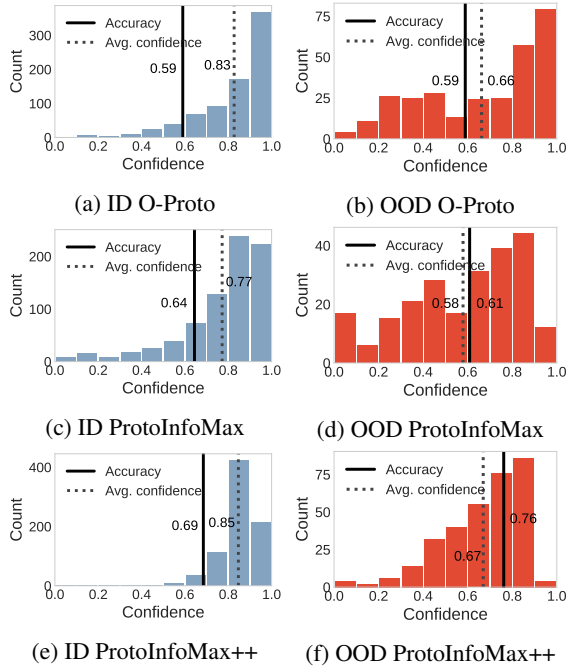 Accuracy
Avg. confidence
0.59
0.83
Count
300
200
100
0
0.0 0.2 0.4 0.6 0.8 1.0
Confidence
(a) ID O-Proto
Accuracy
Avg. confidence
0.59
0.66
Count
75
50
25
0
0.0 0.2 0.4 0.6 0.8 1.0
Confidence
(b) OOD O-Proto
Accuracy
Avg. confidence
0.64
0.77
Count
200
100
0
0.0 0.2 0.4 0.6 0.8 1.0
Confidence
(c) ID ProtoInfoMax
Accuracy
Avg. confidence
0.58
0.61
Count
40
20
0
0.0 0.2 0.4 0.6 0.8 1.0
Confidence
(d) OOD ProtoInfoMax
Accuracy
Avg. confidence
0.69
0.85
Count
400
200
0
0.0 0.2 0.4 0.6 0.8 1.0
Confidence
(e) ID ProtoInfoMax++
Accuracy
Avg. confidence
0.67
0.76
Count
75
50
25
0
0.0 0.2 0.4 0.6 0.8 1.0
Confidence
(f) OOD ProtoInfoMax++